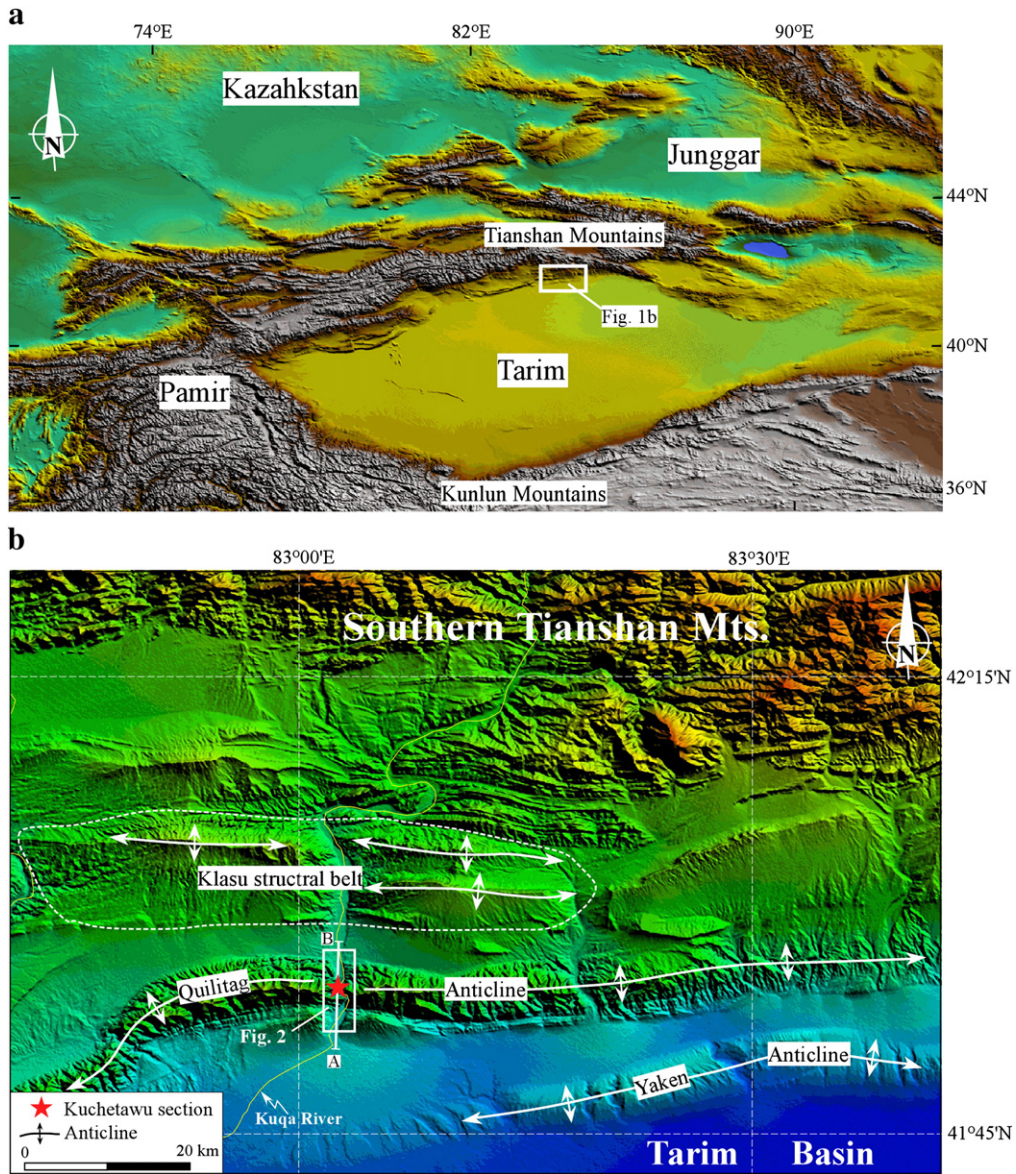 a
74°E 82°E 90°E
Kazahkstan
N
Junggar
44°N
Tianshan Mountains
Fig. 1b
40°N
Tarim
Pamir
Kunlun Mountains
36°N
b
83°00'E 83°30'E
Southern Tianshan Mts.
N
42°15'N
Klasu structral belt
B
Quilitag
Anticline
Fig. 2
A
Anticline
Yaken
Kuqa River
Kuchetawu section
Anticline
0 20 km
41°45'N
Tarim Basin